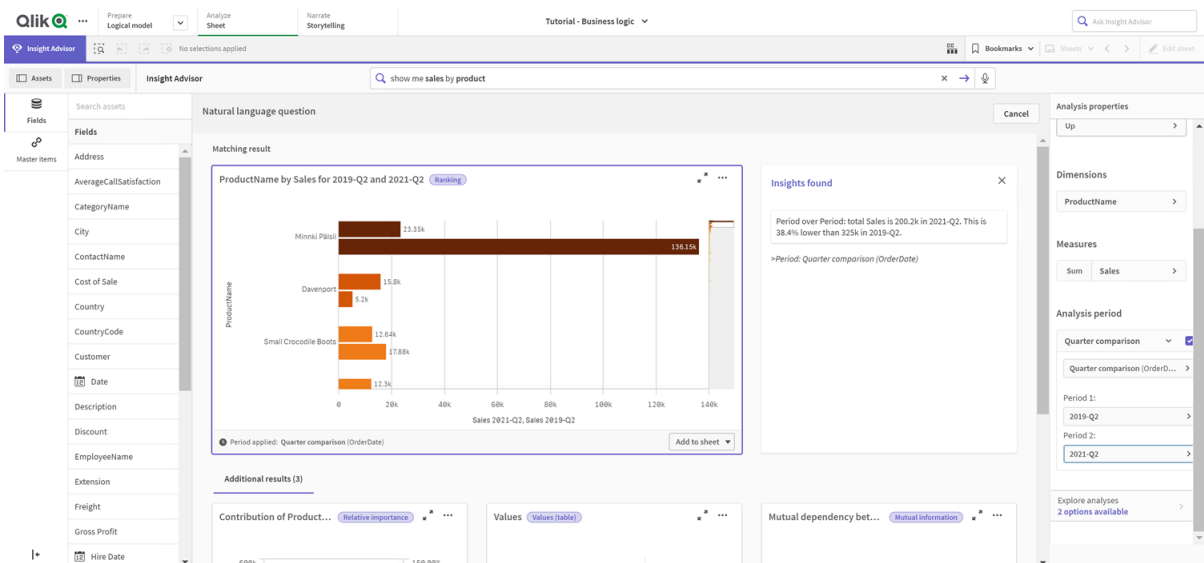 Qlik
Prepare
Logical model
Analyze
Sheet
Narrate
Storytelling
Tutorial - Business logic
Ask Insight Advisor
Insight Advisor
No selections applied
Bookmarks
Sheets
Edit sheet
Assets
Properties
Insight Advisor
show me sales by product
Fields
Master items
Search assets
Fields
Address
AverageCallSatisfaction
CategoryName
City
ContactName
Cost of Sale
Country
CountryCode
Customer
Date
Description
Discount
EmployeeName
Extension
Freight
Gross Profit
Hire Date
Natural language question
Cancel
Matching result
ProductName by Sales for 2019-Q2 and 2021-Q2 Ranking
ProductName
Minnki Pälsii
23.35k
136.15k
Davenport
15.8k
5.2k
Small Crocodile Boots
12.64k
17.88k
12.3k
0 20k 40k 60k 80k 100k 120k 140k
Sales 2021-Q2, Sales 2019-Q2
Period applied: Quarter comparison (OrderDate)
Add to sheet
Insights found
Period over Period: total Sales is 200.2k in 2021-Q2. This is
38.4% lower than 325k in 2019-Q2.
>Period: Quarter comparison (OrderDate)
Additional results (3)
Contribution of Product... Relative importance
Values Values (table)
Mutual dependency bet... Mutual information
Analysis properties
Up
Dimensions
ProductName
Measures
Sum Sales
Analysis period
Quarter comparison
Quarter comparison (OrderD...
Period 1:
2019-Q2
Period 2:
2021-Q2
Explore analyses
2 options available